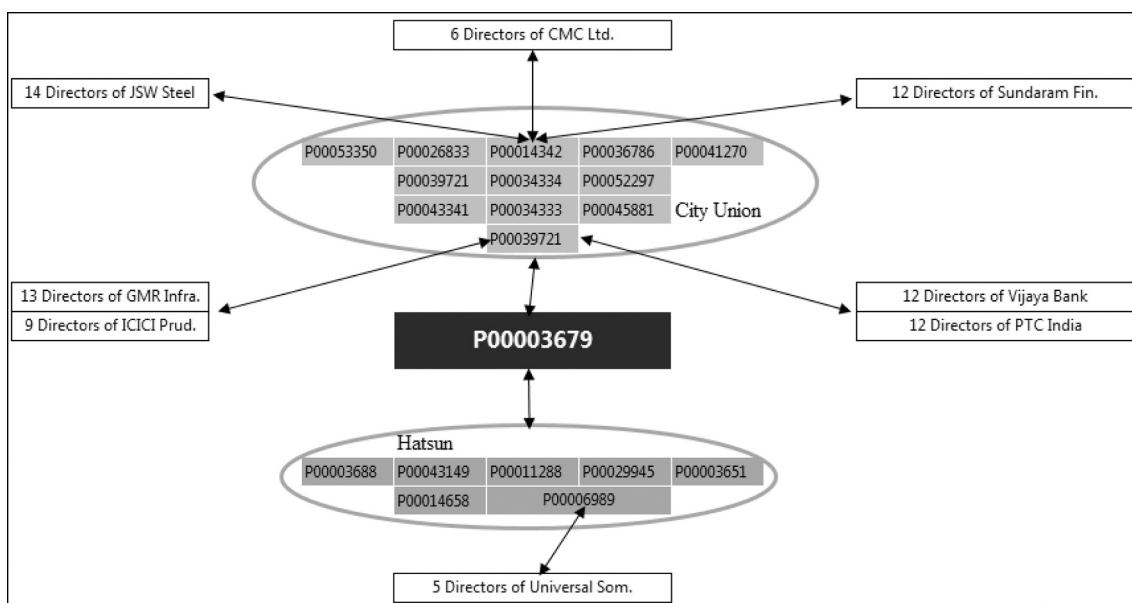 6 Directors of CMC Ltd.
14 Directors of JSW Steel
12 Directors of Sundaram Fin.
P00053350 P00026833 P00014342 P00036786 P00041270
P00039721 P00034334 P00052297
P00043341 P00034333 P00045881 City Union
P00039721
13 Directors of GMR Infra.
9 Directors of ICICI Prud.
12 Directors of Vijaya Bank
12 Directors of PTC India
P00003679
Hatsun
P00003688 P00043149 P00011288 P00029945 P00003651
P00014658 P00006989
5 Directors of Universal Som.